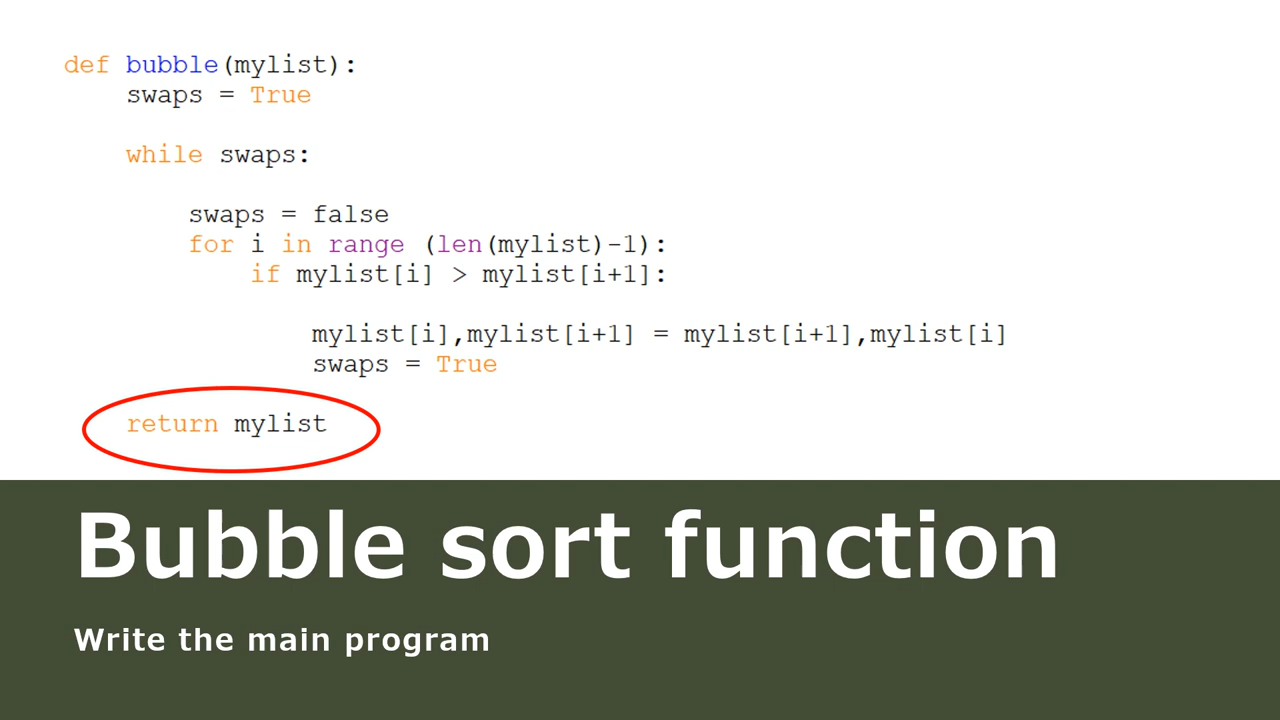 def bubble(mylist):
    swaps = True
    while swaps:
        swaps = false
        for i in range (len(mylist)-1):
            if mylist[i] > mylist[i+1]:
                mylist[i],mylist[i+1] = mylist[i+1],mylist[i]
                swaps = True
    return mylist
Bubble sort function
Write the main program